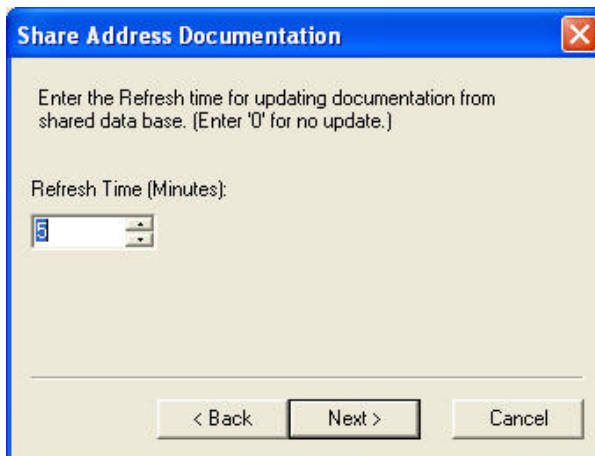 Share Address Documentation
Enter the Refresh time for updating documentation from
shared data base. (Enter '0' for no update.)
Refresh Time (Minutes):
5
< Back
Next >
Cancel